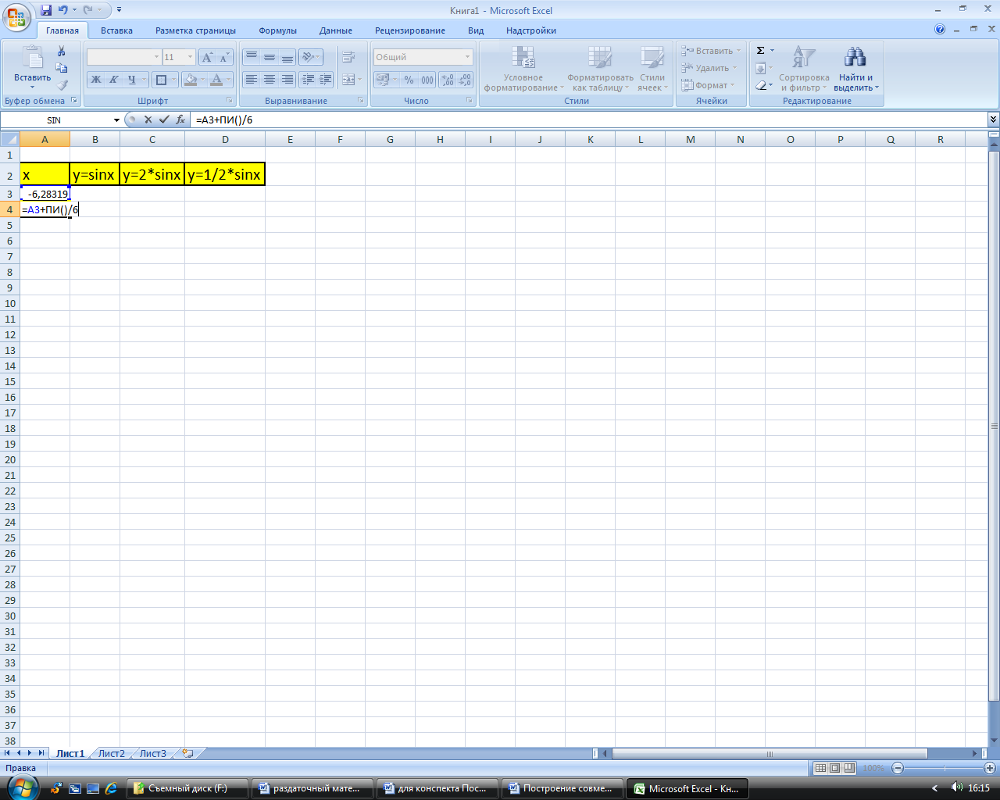 Книга1 - Microsoft Excel
Главная Вставка Разметка страницы Формулы Данные Рецензирование Вид Надстройки
Вставить
Буфер обмена
11
Ж К Ч
Шрифт
Выравнивание
Общий
% 000
Число
Условное форматирование
Форматировать как таблицу
Стили ячеек
Стили
Вставить
Удалить
Формат
Ячейки
Σ
Сортировка и фильтр
Найти и выделить
Редактирование
SIN fx =A3+ПИ()/6
A B C D E F G H I J K L M N O P Q R
1
2 x y=sinx y=2*sinx y=1/2*sinx
3 -6,28319
4 =A3+ПИ()/6
5
6
7
8
9
10
11
12
13
14
15
16
17
18
19
20
21
22
23
24
25
26
27
28
29
30
31
32
33
34
35
36
37
38
Лист1 Лист2 Лист3
Правка 100%
Съемный диск (F:) раздаточный мате... для конспекта Пос... Построение совме... Microsoft Excel - Кн... 16:15